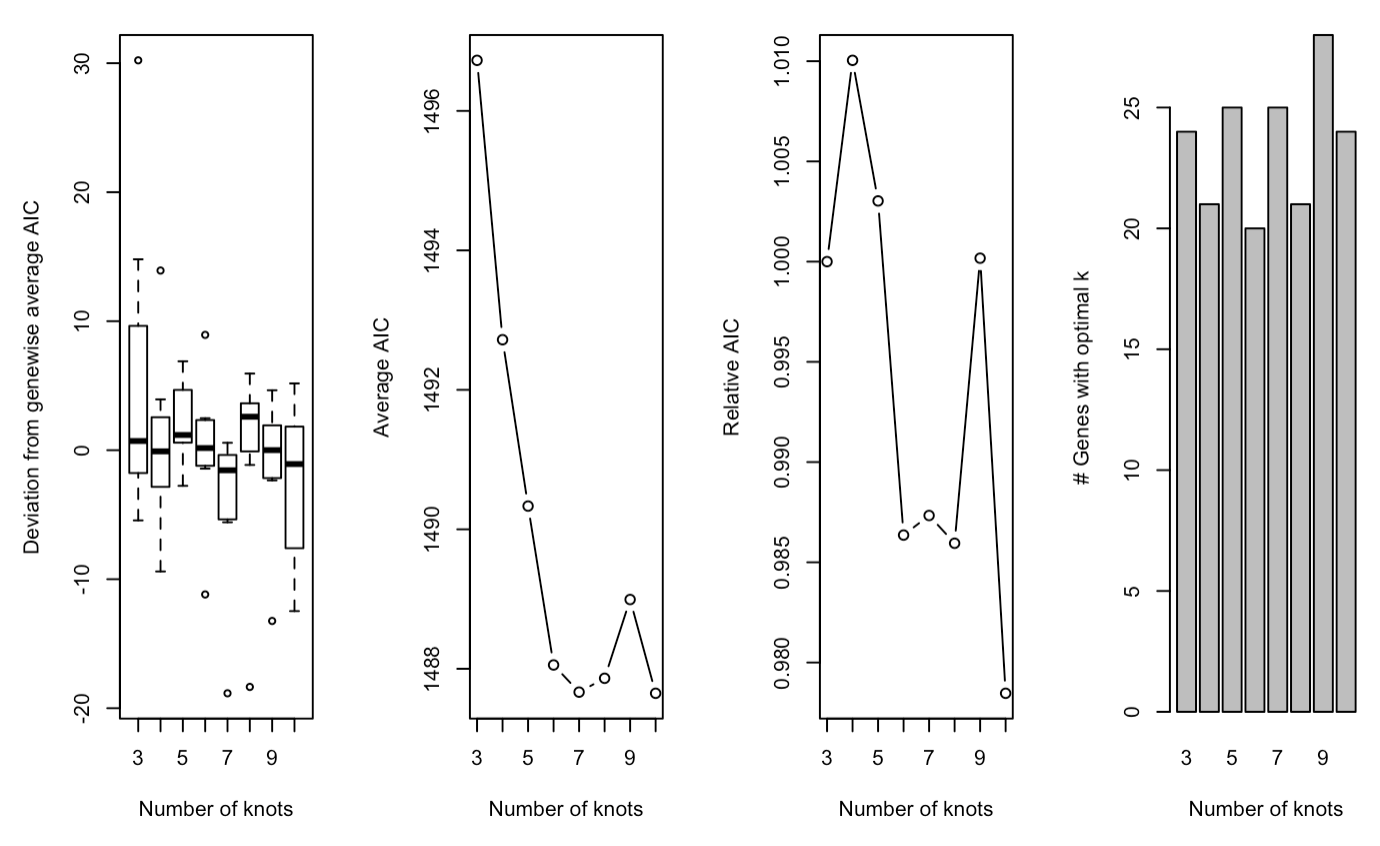 Deviation from genewise average AIC
30
20
10
0
-10
-20
3 5 7 9
Number of knots
Average AIC
1496
1494
1492
1490
1488
3 5 7 9
Number of knots
Relative AIC
1.010
1.005
1.000
0.995
0.990
0.985
0.980
3 5 7 9
Number of knots
# Genes with optimal k
25
20
15
10
5
0
3 5 7 9
Number of knots